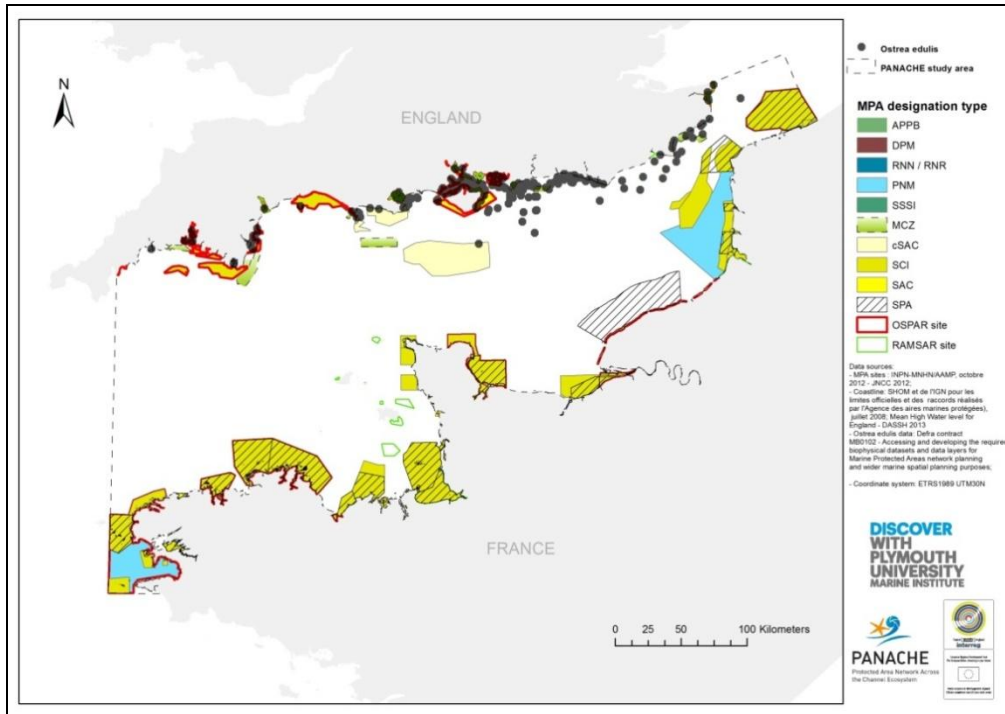 N
ENGLAND
FRANCE
0 25 50 100 Kilometers
Ostrea edulis
PANACHE study area
MPA designation type
APPB
DPM
RNN / RNR
PNM
SSSI
MCZ
cSAC
SCI
SAC
SPA
OSPAR site
RAMSAR site
Data sources:
- MPA sites : INPN-MNHN/AAMP, octobre
2012 - JNCC 2012;
- Coastline: SHOM et de l'IGN pour les
limites officielles et des raccords réalisés
par l'Agence des aires marines protégées),
juillet 2008; Mean High Water level for
England - DASSH 2013
- Ostrea edulis data: Defra contract
MB0102 - Accessing and developing the required
biophysical datasets and data layers for
Marine Protected Areas network planning
and wider marine spatial planning purposes;
- Coordinate system: ETRS1989 UTM30N
DISCOVER
WITH
PLYMOUTH
UNIVERSITY
MARINE INSTITUTE
PANACHE
Protected Area Network Across
the Channel Ecosystem
interreg